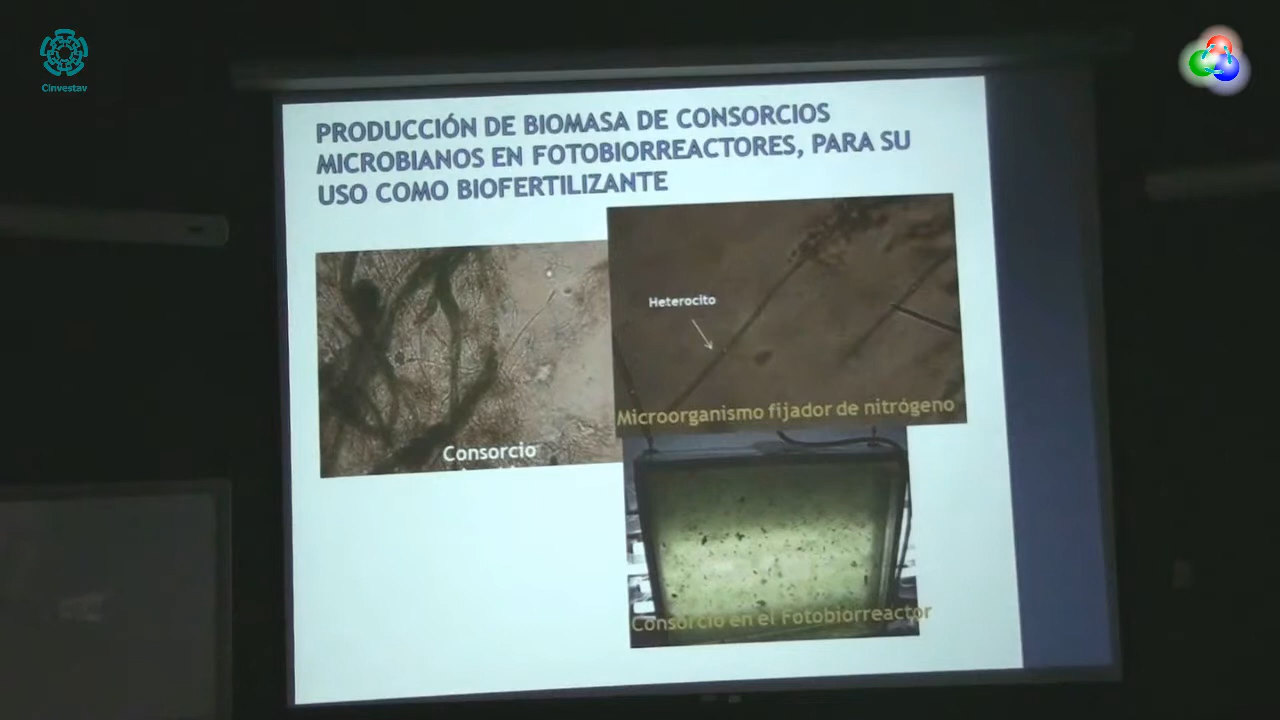 Cinvestav
PRODUCCIÓN DE BIOMASA DE CONSORCIOS
MICROBIANOS EN FOTOBIORREACTORES, PARA SU
USO COMO BIOFERTILIZANTE
Heterocito
Microorganismo fijador de nitrógeno
Consorcio
Consorcio en el Fotobiorreactor